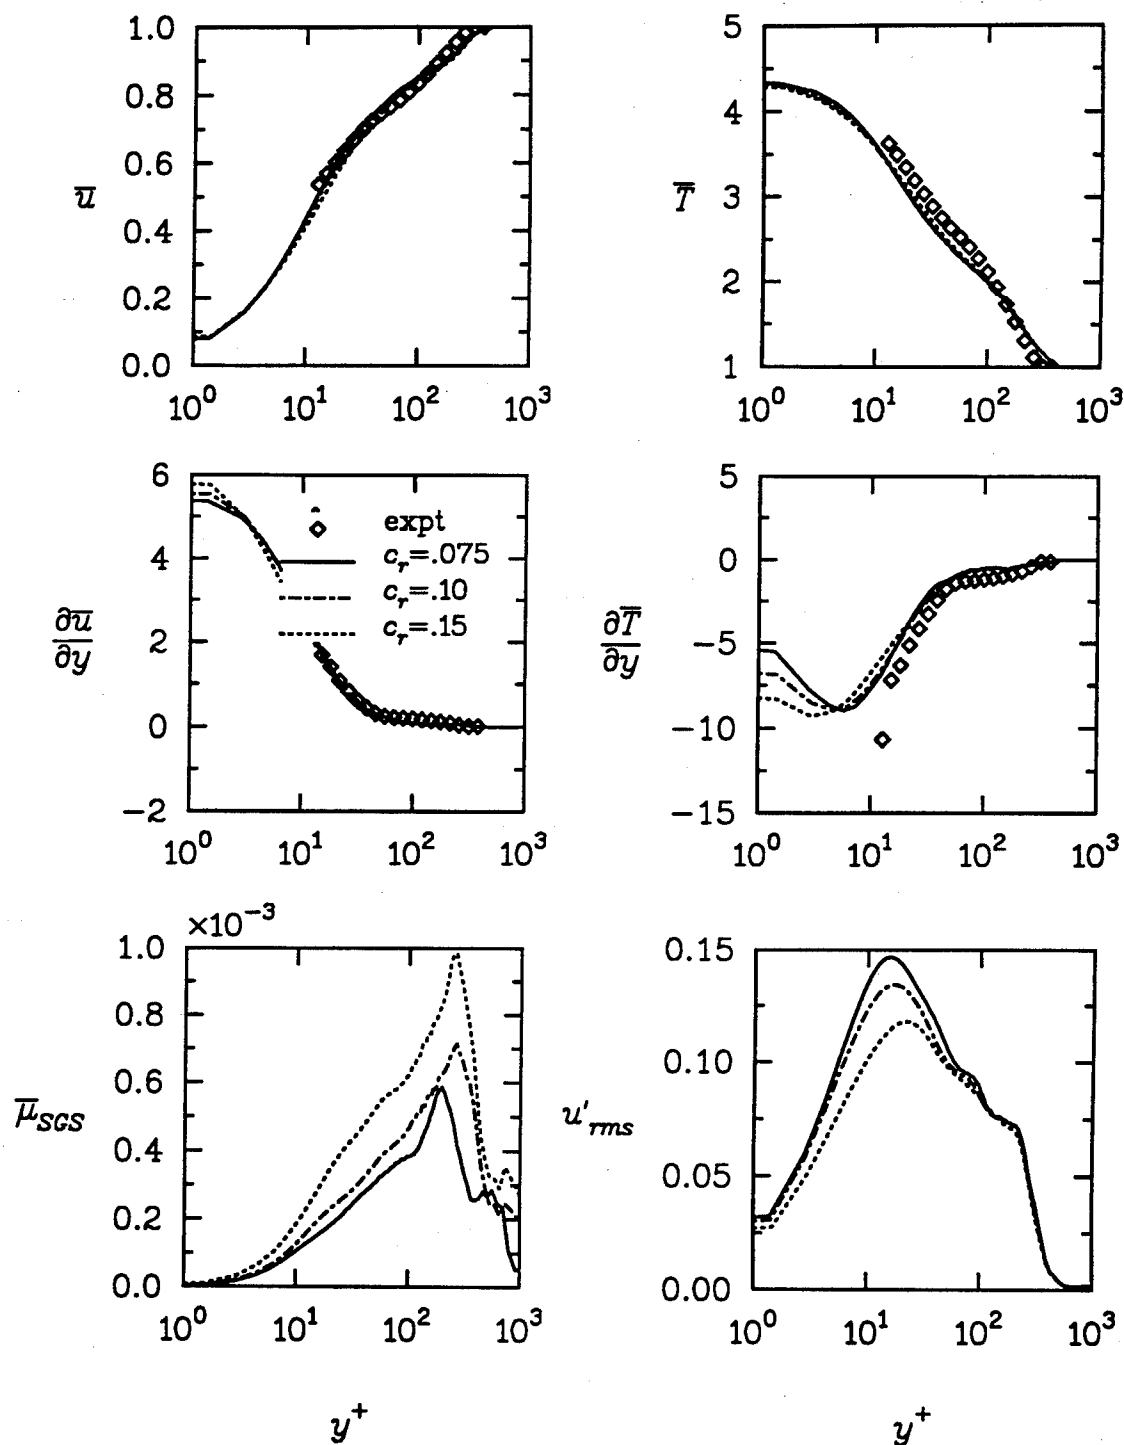 1.0
0.8
0.6
0.4
0.2
0.0
u̅
10⁰ 10¹ 10² 10³
5
4
3
2
1
T̅
10⁰ 10¹ 10² 10³
6
4
2
0
−2
∂u̅/∂y
expt
c_r=.075
c_r=.10
c_r=.15
10⁰ 10¹ 10² 10³
5
0
−5
−10
−15
∂T̅/∂y
10⁰ 10¹ 10² 10³
×10⁻³
1.0
0.8
0.6
0.4
0.2
0.0
μ̅_SGS
10⁰ 10¹ 10² 10³
y⁺
0.15
0.10
0.05
0.00
u′_rms
10⁰ 10¹ 10² 10³
y⁺